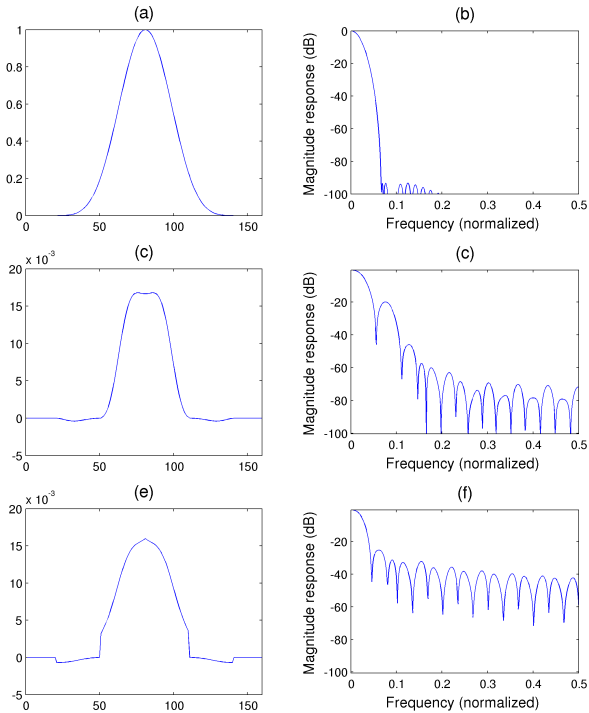 (a)
1
0.8
0.6
0.4
0.2
0
0 50 100 150
(b)
Magnitude response (dB)
0
-20
-40
-60
-80
-100
0 0.1 0.2 0.3 0.4 0.5
Frequency (normalized)
(c)
x 10⁻³
20
15
10
5
0
-5
0 50 100 150
(c)
Magnitude response (dB)
-20
-40
-60
-80
-100
0 0.1 0.2 0.3 0.4 0.5
Frequency (normalized)
(e)
x 10⁻³
20
15
10
5
0
-5
0 50 100 150
(f)
Magnitude response (dB)
-20
-40
-60
-80
-100
0 0.1 0.2 0.3 0.4 0.5
Frequency (normalized)